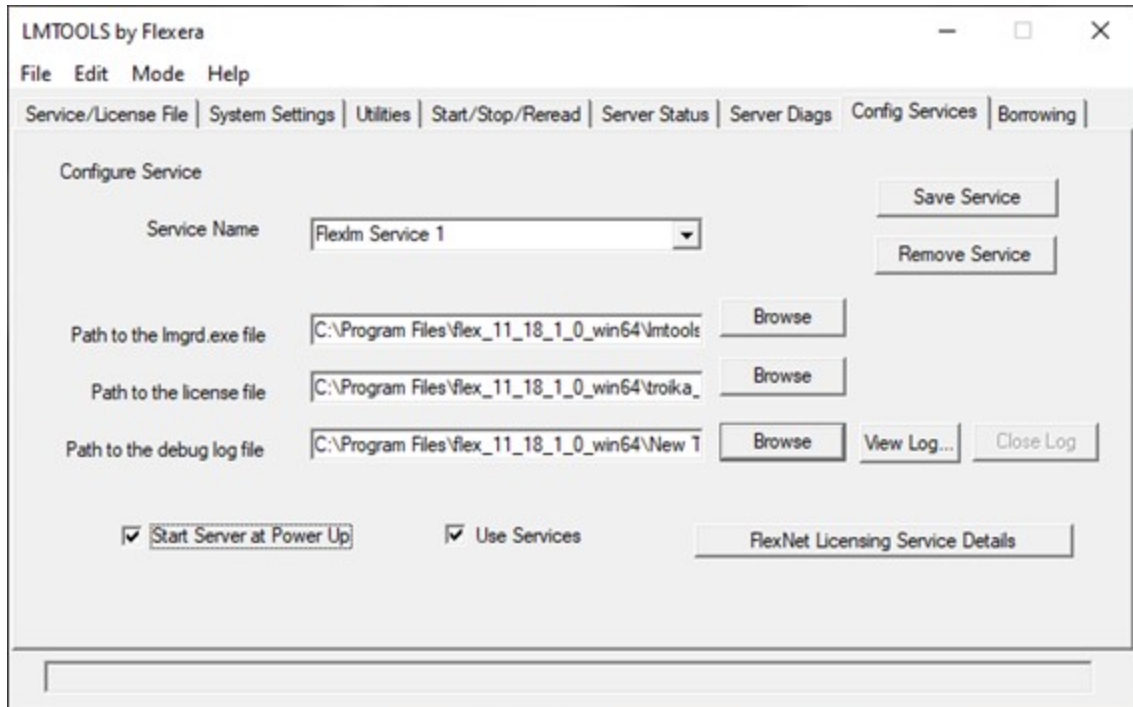 LMTOOLS by Flexera
File Edit Mode Help
Service/License File System Settings Utilities Start/Stop/Reread Server Status Server Diags Config Services Borrowing
Configure Service
Save Service
Service Name Flexlm Service 1
Remove Service
Path to the lmgrd.exe file C:\Program Files\flex_11_18_1_0_win64\lmtools Browse
Path to the license file C:\Program Files\flex_11_18_1_0_win64\troika_ Browse
Path to the debug log file C:\Program Files\flex_11_18_1_0_win64\New T Browse View Log... Close Log
Start Server at Power Up Use Services FlexNet Licensing Service Details